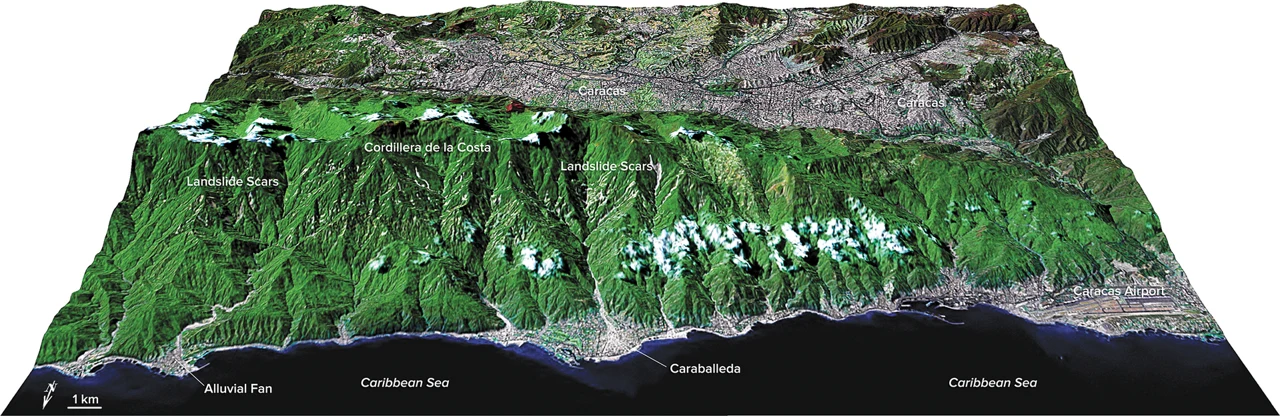 Caracas
Caracas
Cordillera de la Costa
Landslide Scars
Landslide Scars
Caracas Airport
Caraballeda
Caribbean Sea
Caribbean Sea
Alluvial Fan
N
1 km